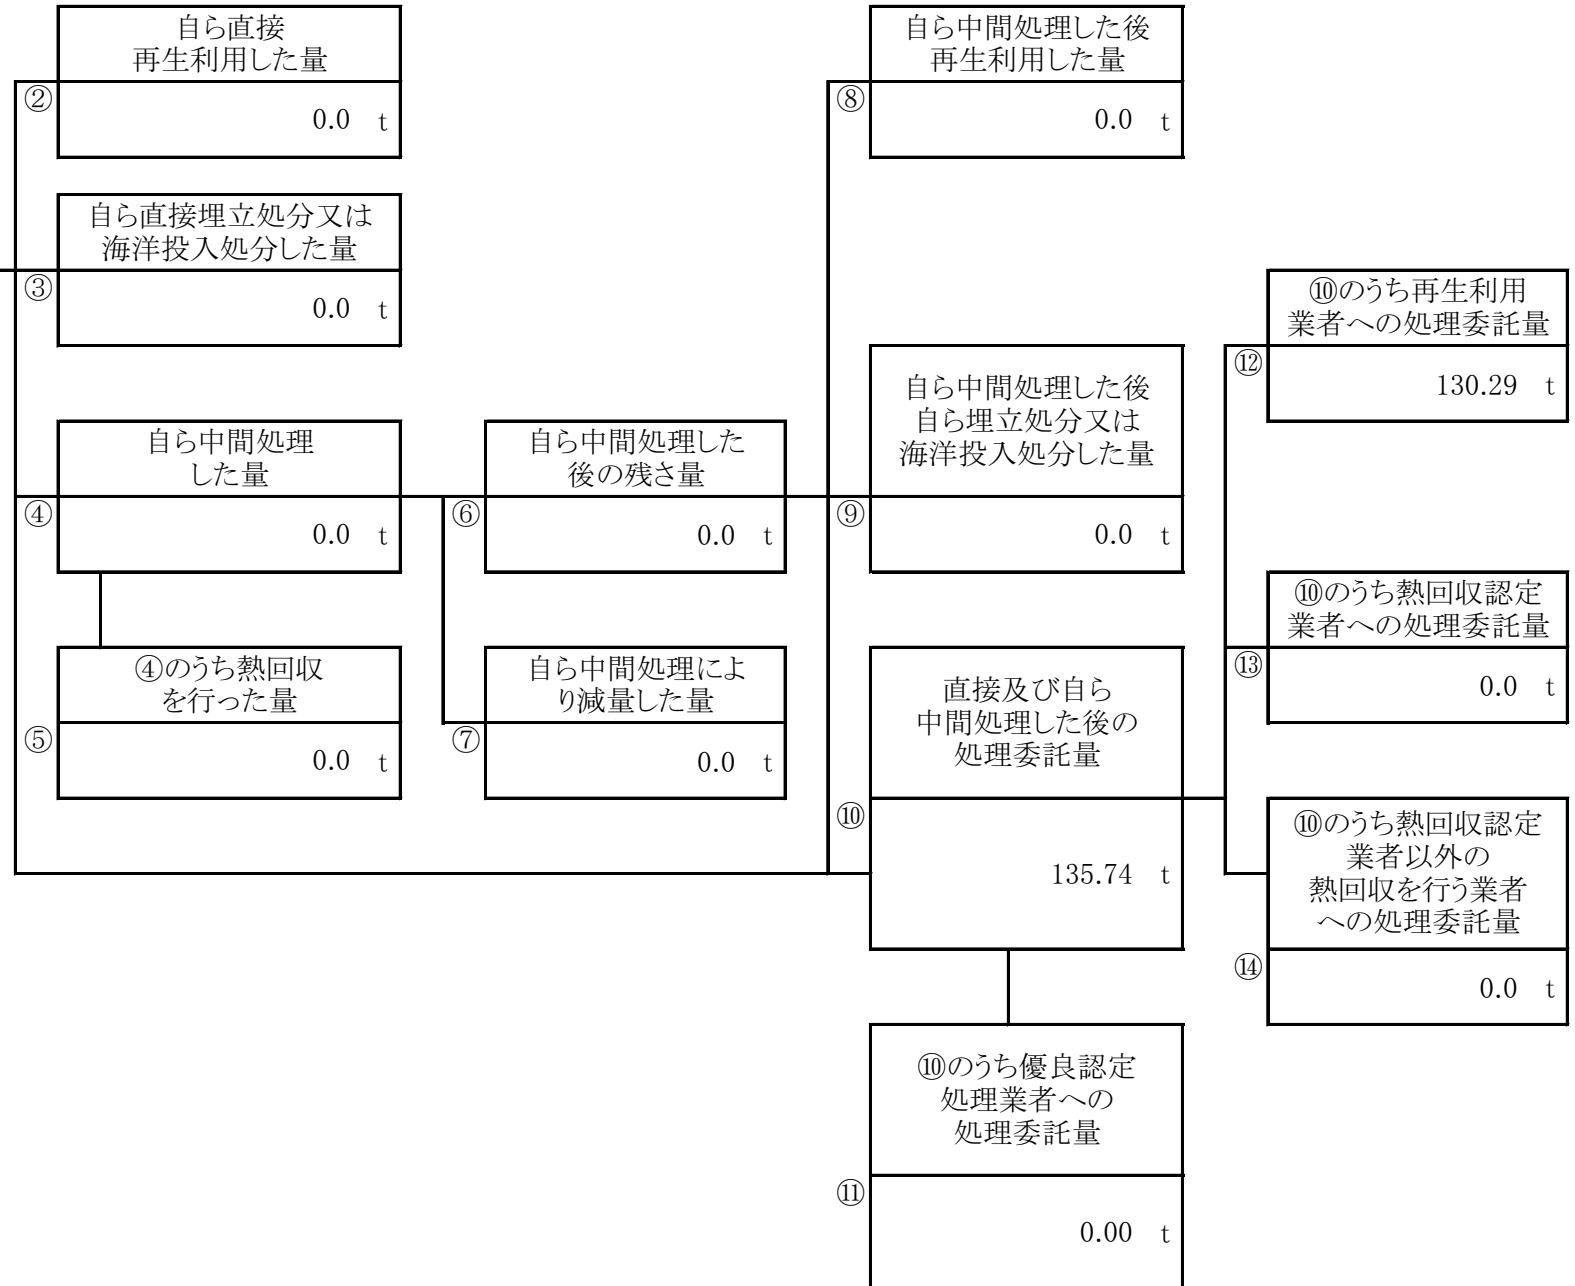 自ら直接
再生利用した量
②
0.0 t
自ら直接埋立処分又は
海洋投入処分した量
③
0.0 t
自ら中間処理
した量
④
0.0 t
④のうち熱回収
を行った量
⑤
0.0 t
自ら中間処理した
後の残さ量
⑥
0.0 t
自ら中間処理によ
り減量した量
⑦
0.0 t
自ら中間処理した後
再生利用した量
⑧
0.0 t
自ら中間処理した後
自ら埋立処分又は
海洋投入処分した量
⑨
0.0 t
直接及び自ら
中間処理した後の
処理委託量
⑩
135.74 t
⑩のうち優良認定
処理業者への
処理委託量
⑪
0.00 t
⑩のうち再生利用
業者への処理委託量
⑫
130.29 t
⑩のうち熱回収認定
業者への処理委託量
⑬
0.0 t
⑩のうち熱回収認定
業者以外の
熱回収を行う業者
への処理委託量
⑭
0.0 t